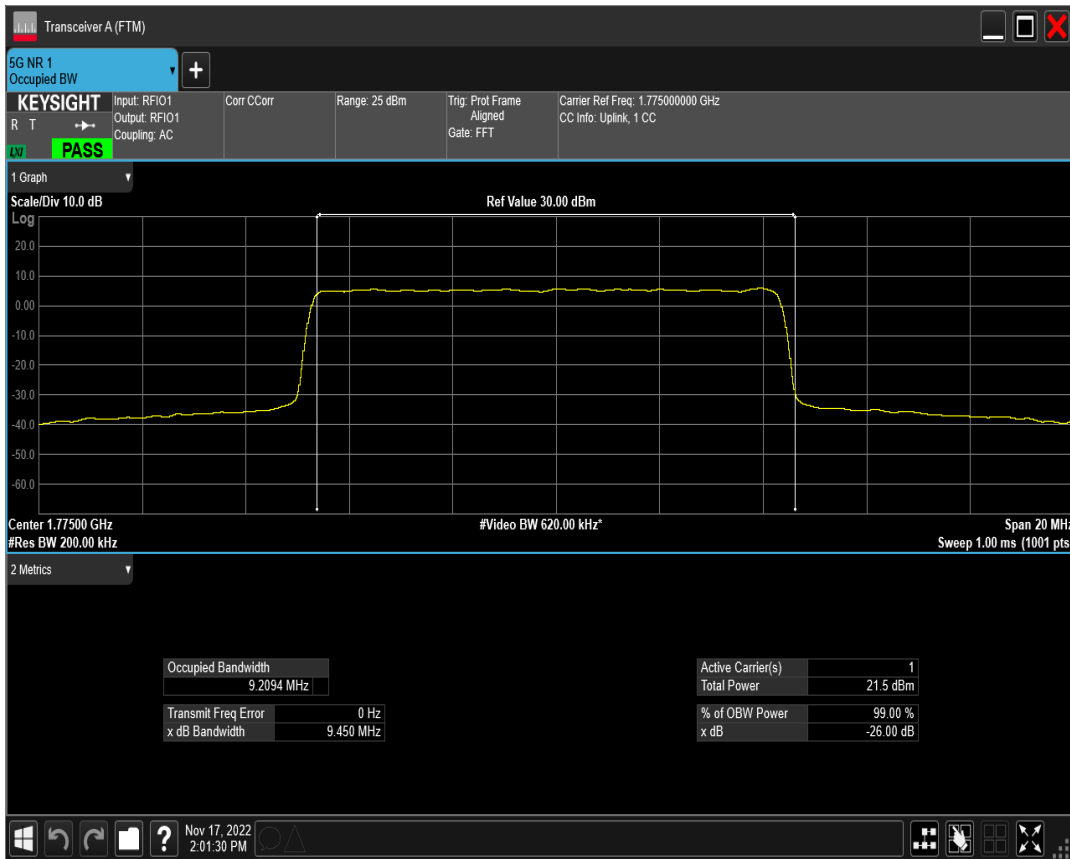 Transceiver A (FTM)
5G NR 1
Occupied BW
+
KEYSIGHT
R T
LXI
PASS
Input: RFIO1
Output: RFIO1
Coupling: AC
Corr CCorr
Range: 25 dBm
Trig: Prot Frame
Aligned
Gate: FFT
Carrier Ref Freq: 1.775000000 GHz
CC Info: Uplink, 1 CC
1 Graph
Scale/Div 10.0 dB
Ref Value 30.00 dBm
Log
20.0
10.0
0.00
-10.0
-20.0
-30.0
-40.0
-50.0
-60.0
Center 1.77500 GHz
#Video BW 620.00 kHz*
Span 20 MHz
#Res BW 200.00 kHz
Sweep 1.00 ms (1001 pts
2 Metrics
Occupied Bandwidth
9.2094 MHz
Transmit Freq Error 0 Hz
x dB Bandwidth 9.450 MHz
Active Carrier(s) 1
Total Power 21.5 dBm
% of OBW Power 99.00 %
x dB -26.00 dB
?
Nov 17, 2022
2:01:30 PM